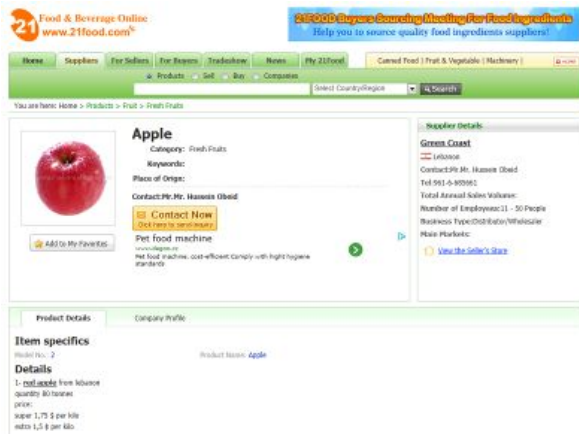 Food & Beverage Online
www.21food.com
21FOOD Buyers Sourcing Meeting For Food Ingredients
Help you to source quality food ingredients suppliers!
Home
Suppliers
For Sellers
For Buyers
Tradeshow
News
My 21Food
Canned Food | Fruit & Vegetable | Machinery |
Products
Sell
Buy
Companies
Select Country/Region
Search
You are here: Home > Products > Fruit > Fresh Fruits
Apple
Category: Fresh Fruits
Keywords:
Place of Orign:
Contact:Mr.Mr. Hussein Obeid
Contact Now
Click here to send inquiry
Add to My Favorites
Pet food machine
Pet food machine, cost-efficient Comply with hight hygiene
standards
Supplier Details
Green Coast
Lebanon
Contact:Mr.Mr. Hussein Obeid
Total Annual Sales Volume:
Number of Employees:11 - 50 People
Business Type:Distributor/Wholesaler
Main Markets:
View the Seller's Store
Product Details
Company Profile
Item specifics
Model No.: 2
Product Name: Apple
Details
1- red apple from lebanon
quantity 80 tonnes
price:
super 1,75 $ per kilo
extra 1,5 $ per kilo